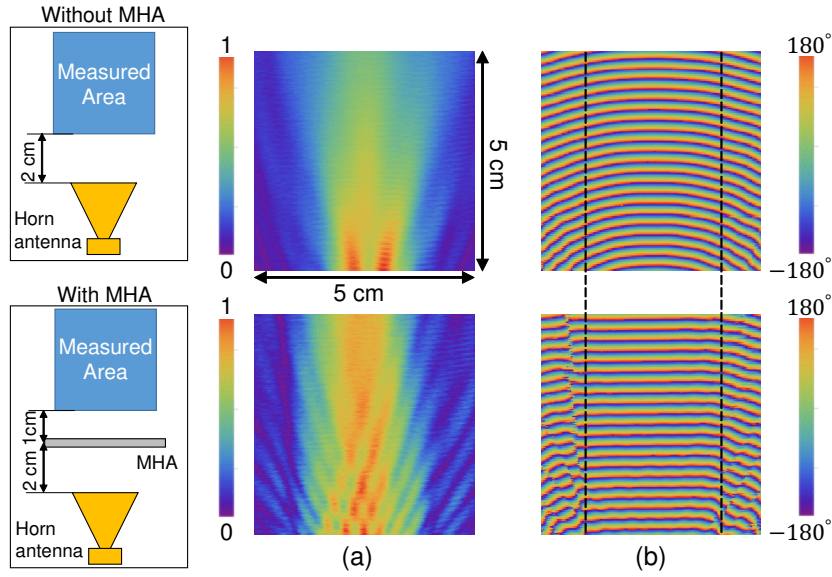 Without MHA
Measured
Area
2 cm
Horn
antenna
1
0
5 cm
5 cm
180°
−180°
With MHA
Measured
Area
1cm
2 cm
MHA
Horn
antenna
1
0
180°
−180°
(a)
(b)